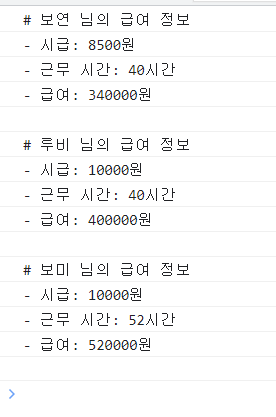 # 보연 님의 급여 정보
- 시급: 8500원
- 근무 시간: 40시간
- 급여: 340000원
# 루비 님의 급여 정보
- 시급: 10000원
- 근무 시간: 40시간
- 급여: 400000원
# 보미 님의 급여 정보
- 시급: 10000원
- 근무 시간: 52시간
- 급여: 520000원